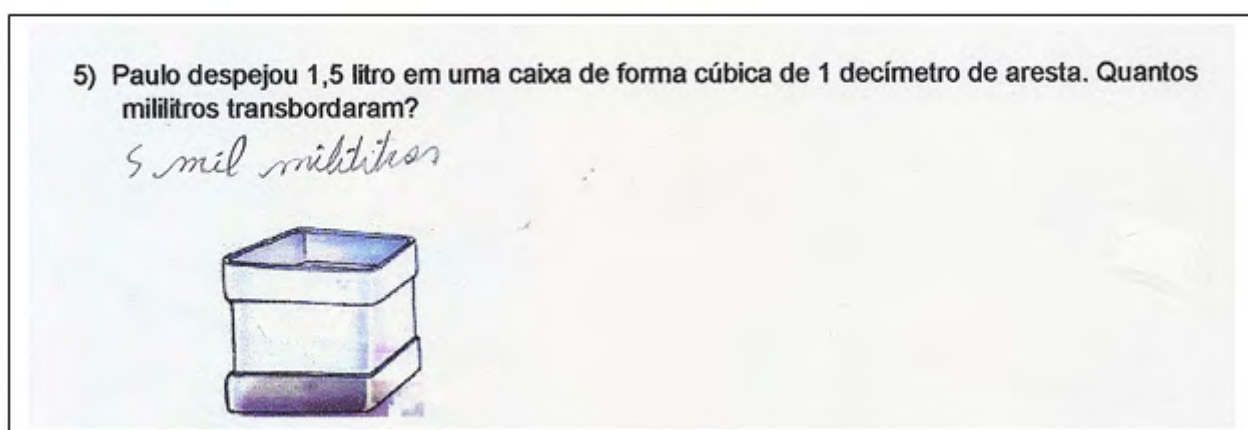 5) Paulo despejou 1,5 litro em uma caixa de forma cúbica de 1 decímetro de aresta. Quantos
mililitros transbordaram?
5 mil mililitros